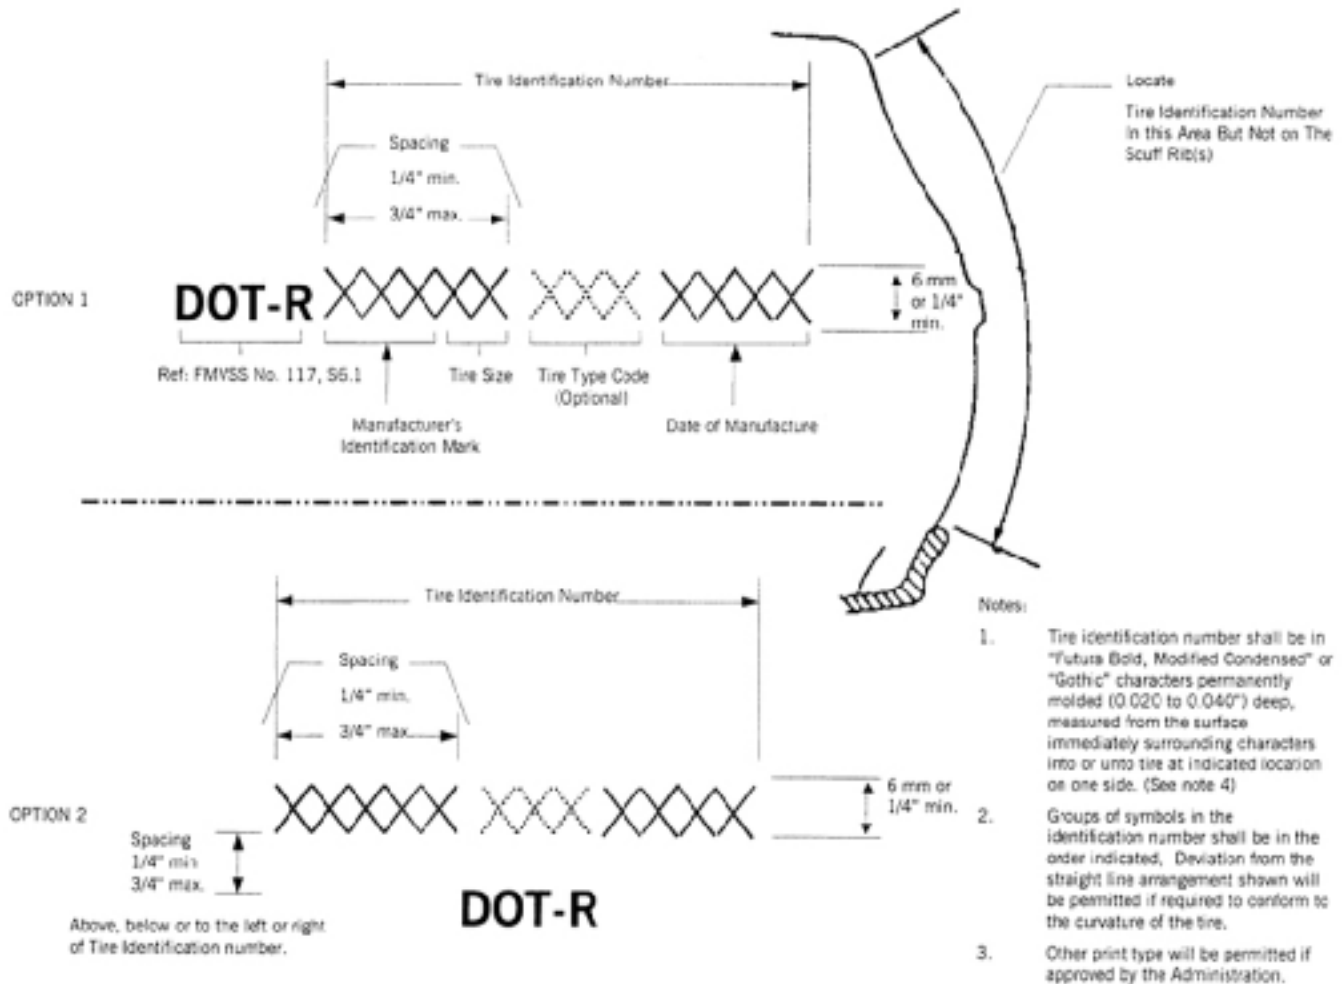 Tire Identification Number
Spacing
1/4" min.
3/4" max.
Locate
Tire Identification Number
In this Area But Not on The
Scuff Rib(s)
OPTION 1
DOT-R
6 mm
or 1/4"
min.
Ref: FMVSS No. 117, S6.1
Tire Size
Tire Type Code
(Optional)
Manufacturer's
Identification Mark
Date of Manufacture
Tire Identification Number
Spacing
1/4" min.
3/4" max.
OPTION 2
6 mm or
1/4" min.
Spacing
1/4" min
3/4" max.
DOT-R
Above, below or to the left or right
of Tire Identification number.
Notes:
1. Tire identification number shall be in
"Futura Bold, Modified Condensed" or
"Gothic" characters permanently
molded (0.020 to 0.040") deep,
measured from the surface
immediately surrounding characters
into or unto tire at indicated location
on one side. (See note 4)
2. Groups of symbols in the
identification number shall be in the
order indicated. Deviation from the
straight line arrangement shown will
be permitted if required to conform to
the curvature of the tire.
3. Other print type will be permitted if
approved by the Administration.